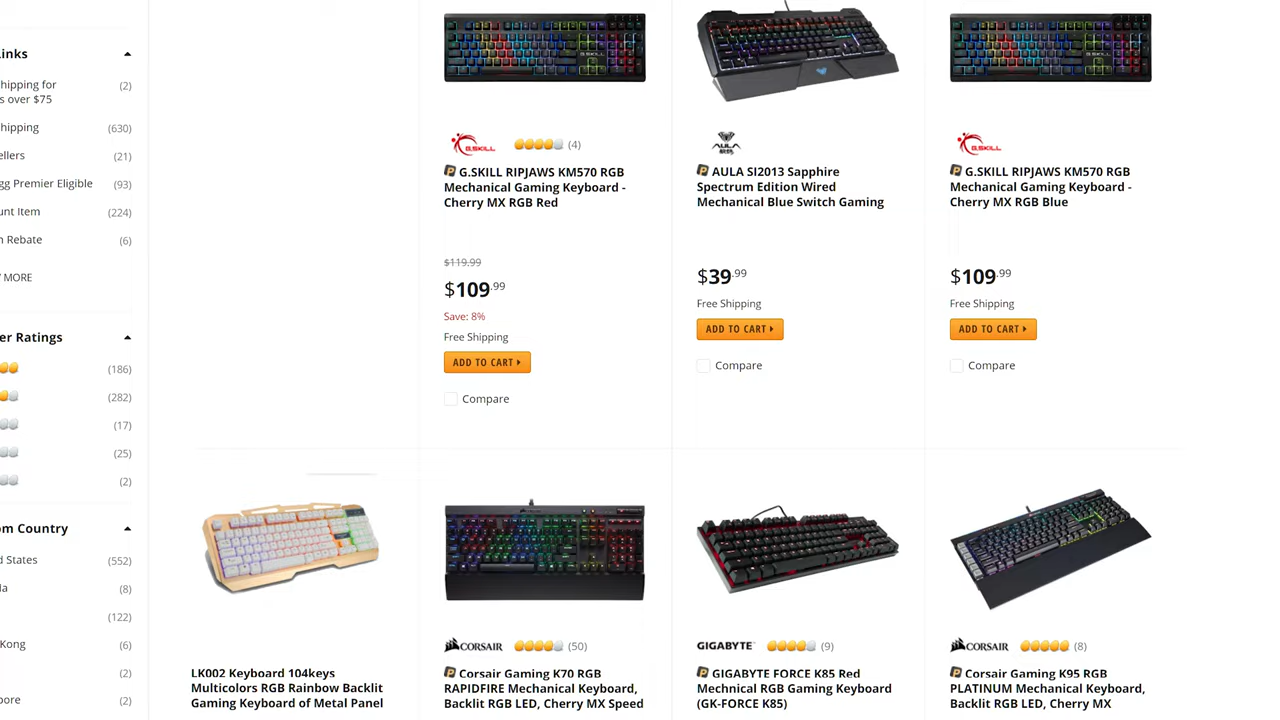 Links
shipping for
s over $75
(2)
hipping
(630)
ellers
(21)
gg Premier Eligible
(93)
unt Item
(224)
n Rebate
(6)
MORE
er Ratings
(186)
(282)
(17)
(25)
(2)
om Country
d States
(552)
(8)
(122)
Kong
(6)
(2)
ore
(2)
G.SKILL
(4)
G.SKILL RIPJAWS KM570 RGB
Mechanical Gaming Keyboard -
Cherry MX RGB Red
$119.99
$109.99
Save: 8%
Free Shipping
ADD TO CART
Compare
AULA
AULA SI2013 Sapphire
Spectrum Edition Wired
Mechanical Blue Switch Gaming
$39.99
Free Shipping
ADD TO CART
Compare
G.SKILL
G.SKILL RIPJAWS KM570 RGB
Mechanical Gaming Keyboard -
Cherry MX RGB Blue
$109.99
Free Shipping
ADD TO CART
Compare
LK002 Keyboard 104keys
Multicolors RGB Rainbow Backlit
Gaming Keyboard of Metal Panel
CORSAIR
(50)
Corsair Gaming K70 RGB
RAPIDFIRE Mechanical Keyboard,
Backlit RGB LED, Cherry MX Speed
GIGABYTE
(9)
GIGABYTE FORCE K85 Red
Mechnical RGB Gaming Keyboard
(GK-FORCE K85)
CORSAIR
(8)
Corsair Gaming K95 RGB
PLATINUM Mechanical Keyboard,
Backlit RGB LED, Cherry MX